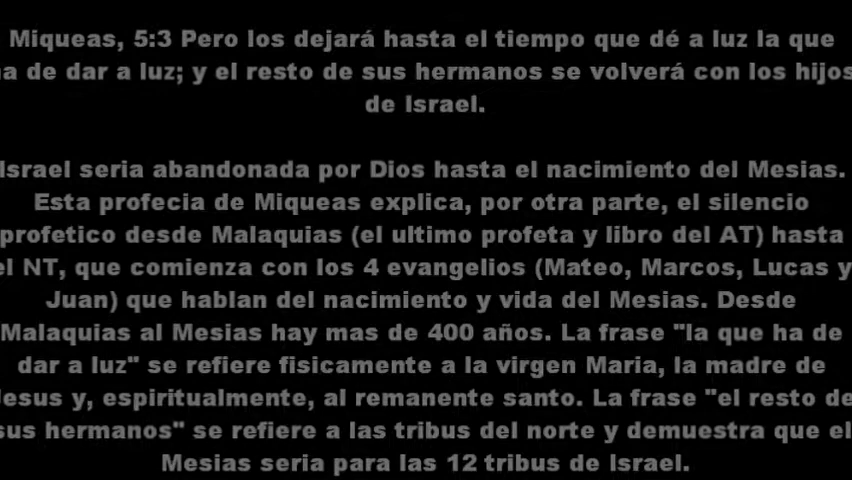 Miqueas, 5:3 Pero los dejará hasta el tiempo que dé a luz la que
a de dar a luz; y el resto de sus hermanos se volverá con los hijos
de Israel.
Israel seria abandonada por Dios hasta el nacimiento del Mesias.
Esta profecia de Miqueas explica, por otra parte, el silencio
profetico desde Malaquias (el ultimo profeta y libro del AT) hasta
el NT, que comienza con los 4 evangelios (Mateo, Marcos, Lucas y
Juan) que hablan del nacimiento y vida del Mesias. Desde
Malaquias al Mesias hay mas de 400 años. La frase "la que ha de
dar a luz" se refiere fisicamente a la virgen Maria, la madre de
Jesus y, espiritualmente, al remanente santo. La frase "el resto de
sus hermanos" se refiere a las tribus del norte y demuestra que el
Mesias seria para las 12 tribus de Israel.